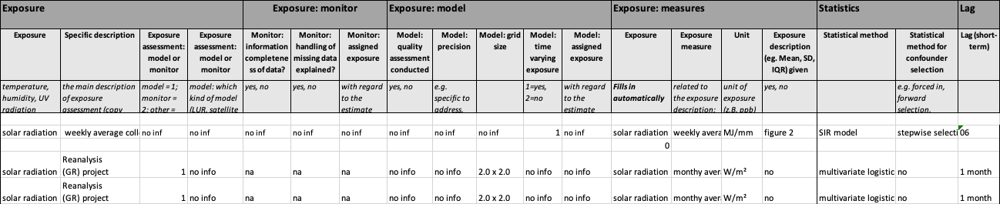 Exposure Exposure: monitor Exposure: model Exposure: measures Statistics Lag
Exposure Specific description Exposure Exposure Monitor: Monitor: Monitor: Model: Model: Model: grid Model: Model: Exposure Exposure Unit Exposure Statistical method Statistical Lag (short-
assessment: assessment: information handling of assigned quality precision size time assigned measure description method for term)
model or model or completene missing data exposure assessment varying exposure (eg. Mean, SD, confounder
monitor monitor ss of data? explained? conducted exposure IQR) given selection
temperature, the main description model = 1; model: which yes, no yes, no with regard yes, no e.g. 1=yes, with regard Fills in related to unit of yes, no e.g. forced in,
humidity, UV of exposure monitor = kind of model to the specific to 2=no to the automatically the exposure exposure forward
radiation assessment (copy 2; other = (LUR, satellite estimate address, estimate description; (z.B. ppb) selection,
solar radiation weekly average coll no inf no inf no inf no inf no inf no inf no inf no inf 1 no inf solar radiation weekly avera MJ/mm figure 2 SIR model stepwise selecti 06
0
Reanalysis
solar radiation (GR) project 1 no info na na na no info no info 2.0 x 2.0 no info no info solar radiation monthy aver W/m² no multivariate logistic no 1 month
Reanalysis
solar radiation (GR) project 1 no info na na na no info no info 2.0 x 2.0 no info no info solar radiation monthy aver W/m² no multivariate logistic no 1 month